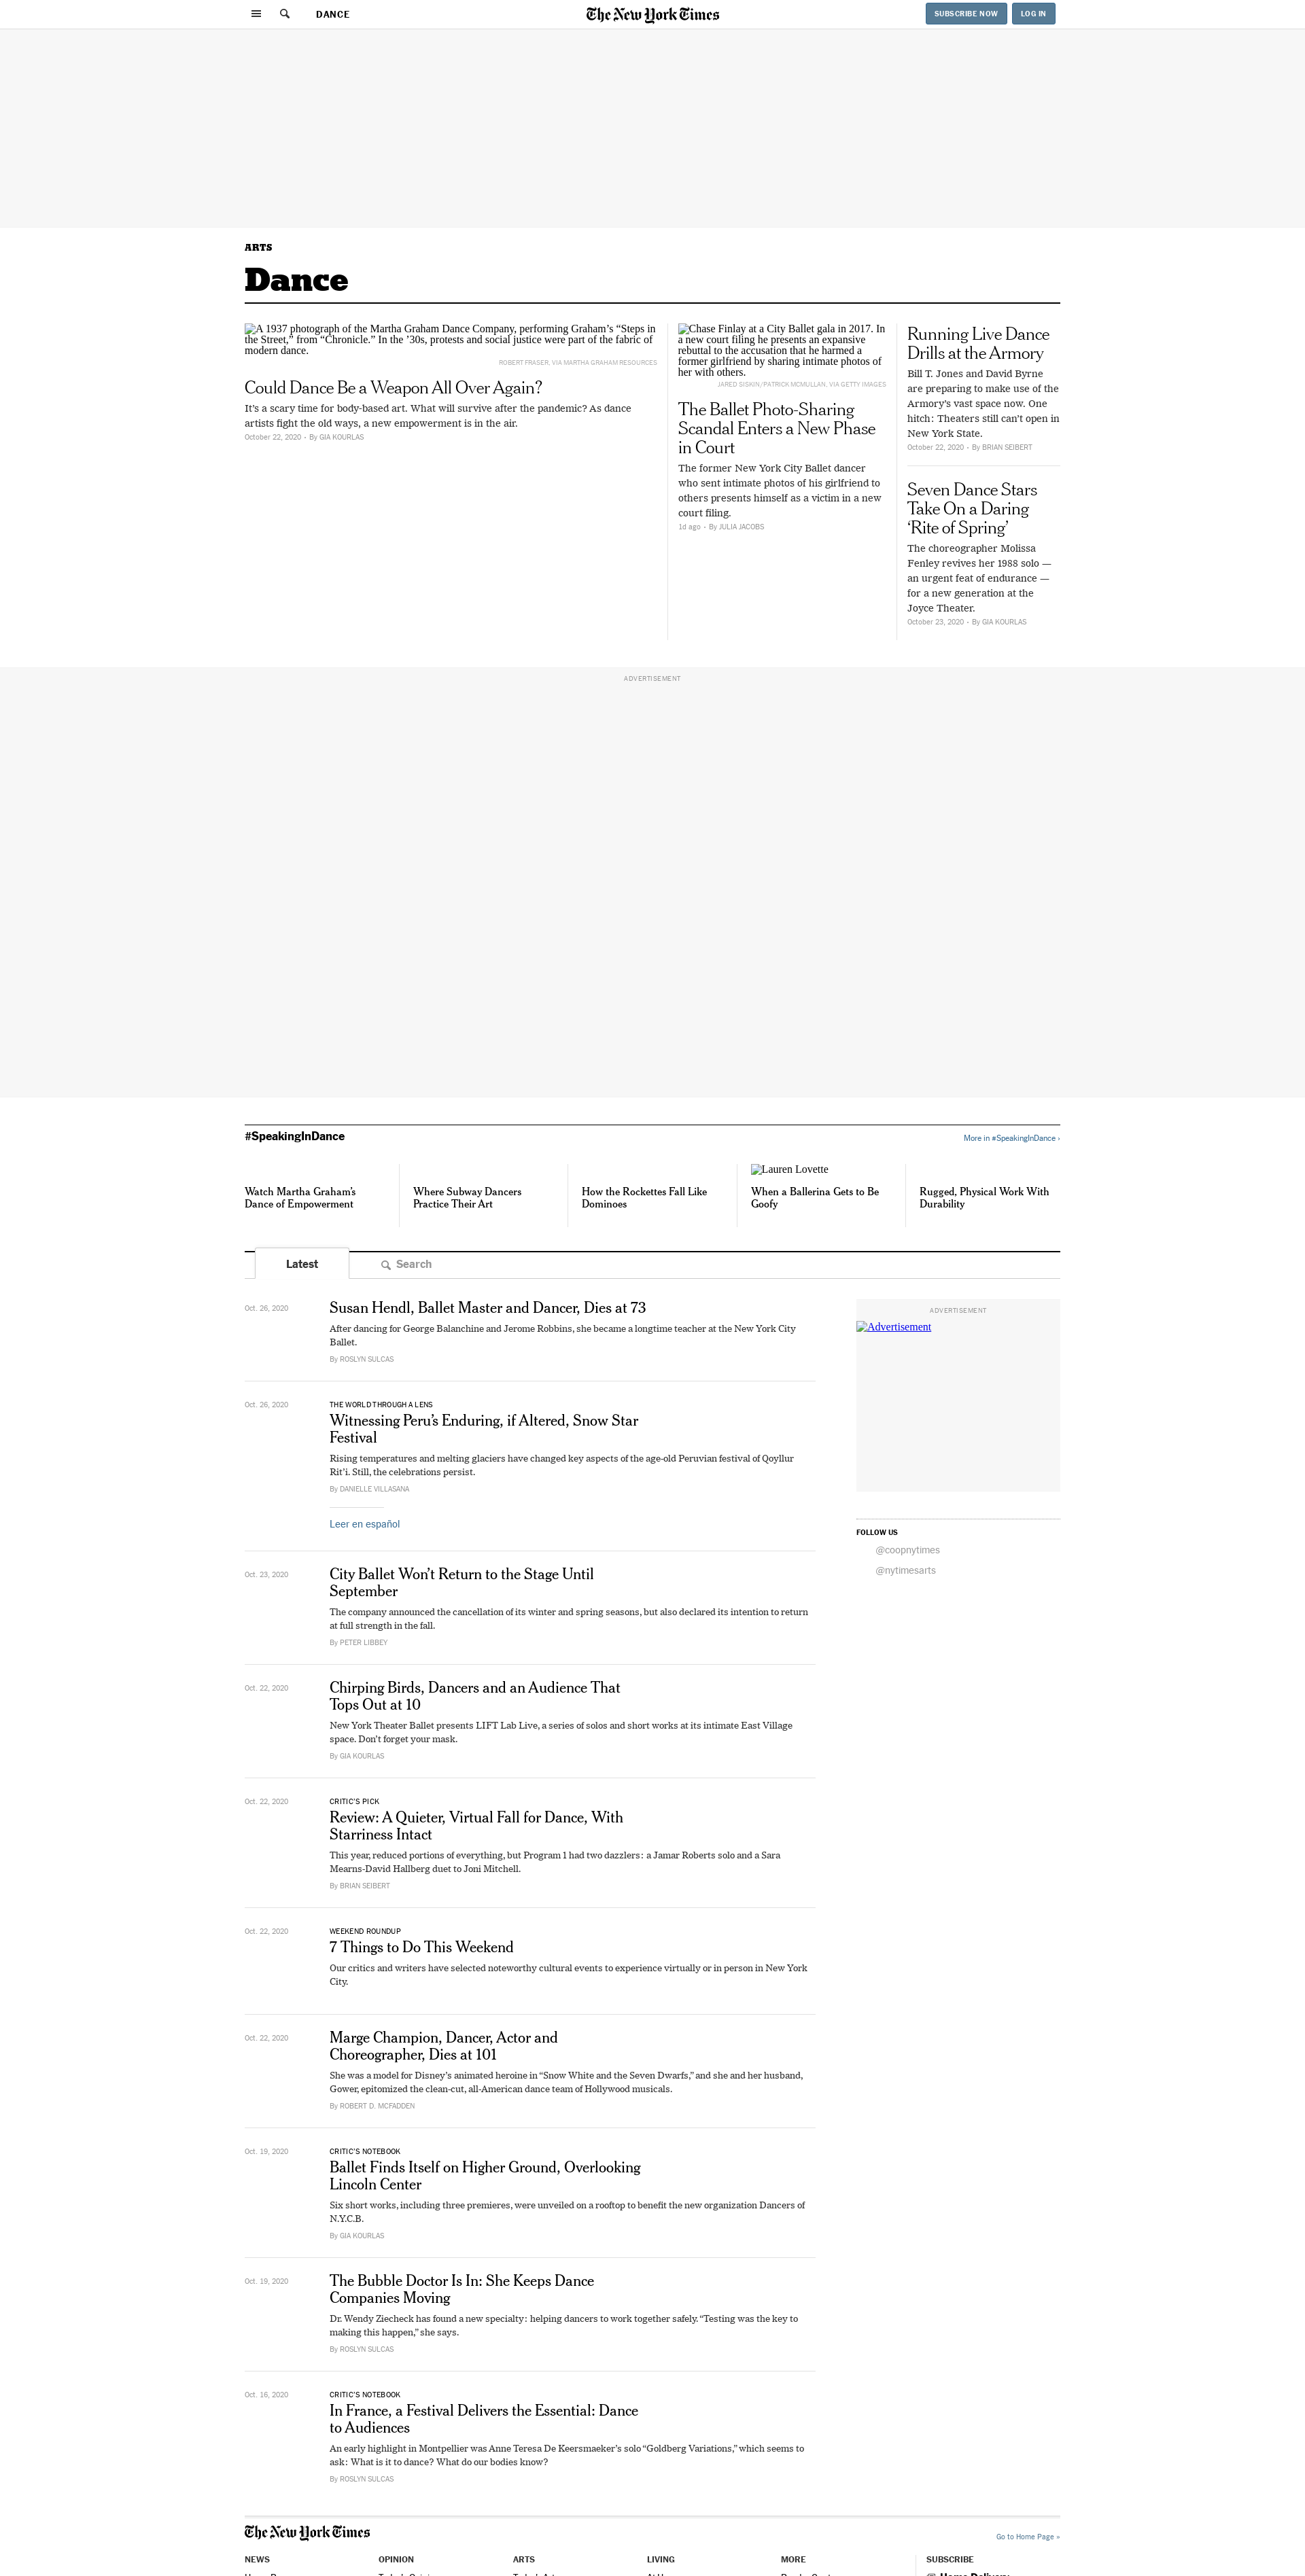 DANCE
The New York Times
SUBSCRIBE NOW
LOG IN
ARTS
Dance
A 1937 photograph of the Martha Graham Dance Company, performing Graham’s “Steps in
the Street,” from “Chronicle.” In the ’30s, protests and social justice were part of the fabric of
modern dance.
ROBERT FRASER, VIA MARTHA GRAHAM RESOURCES
Could Dance Be a Weapon All Over Again?
It’s a scary time for body-based art. What will survive after the pandemic? As dance
artists fight the old ways, a new empowerment is in the air.
October 22, 2020 • By GIA KOURLAS
Chase Finlay at a City Ballet gala in 2017. In
a new court filing he presents an expansive
rebuttal to the accusation that he harmed a
former girlfriend by sharing intimate photos of
her with others.
JARED SISKIN/PATRICK MCMULLAN, VIA GETTY IMAGES
The Ballet Photo-Sharing
Scandal Enters a New Phase
in Court
The former New York City Ballet dancer
who sent intimate photos of his girlfriend to
others presents himself as a victim in a new
court filing.
1d ago • By JULIA JACOBS
Running Live Dance
Drills at the Armory
Bill T. Jones and David Byrne
are preparing to make use of the
Armory’s vast space now. One
hitch: Theaters still can’t open in
New York State.
October 22, 2020 • By BRIAN SEIBERT
Seven Dance Stars
Take On a Daring
‘Rite of Spring’
The choreographer Molissa
Fenley revives her 1988 solo —
an urgent feat of endurance —
for a new generation at the
Joyce Theater.
October 23, 2020 • By GIA KOURLAS
ADVERTISEMENT
#SpeakingInDance
More in #SpeakingInDance ›
Watch Martha Graham’s
Dance of Empowerment
Where Subway Dancers
Practice Their Art
How the Rockettes Fall Like
Dominoes
Lauren Lovette
When a Ballerina Gets to Be
Goofy
Rugged, Physical Work With
Durability
Latest
Search
Oct. 26, 2020
Susan Hendl, Ballet Master and Dancer, Dies at 73
After dancing for George Balanchine and Jerome Robbins, she became a longtime teacher at the New York City
Ballet.
By ROSLYN SULCAS
Oct. 26, 2020
THE WORLD THROUGH A LENS
Witnessing Peru’s Enduring, if Altered, Snow Star
Festival
Rising temperatures and melting glaciers have changed key aspects of the age-old Peruvian festival of Qoyllur
Rit’i. Still, the celebrations persist.
By DANIELLE VILLASANA
Leer en español
Oct. 23, 2020
City Ballet Won’t Return to the Stage Until
September
The company announced the cancellation of its winter and spring seasons, but also declared its intention to return
at full strength in the fall.
By PETER LIBBEY
Oct. 22, 2020
Chirping Birds, Dancers and an Audience That
Tops Out at 10
New York Theater Ballet presents LIFT Lab Live, a series of solos and short works at its intimate East Village
space. Don’t forget your mask.
By GIA KOURLAS
Oct. 22, 2020
CRITIC’S PICK
Review: A Quieter, Virtual Fall for Dance, With
Starriness Intact
This year, reduced portions of everything, but Program 1 had two dazzlers: a Jamar Roberts solo and a Sara
Mearns-David Hallberg duet to Joni Mitchell.
By BRIAN SEIBERT
Oct. 22, 2020
WEEKEND ROUNDUP
7 Things to Do This Weekend
Our critics and writers have selected noteworthy cultural events to experience virtually or in person in New York
City.
Oct. 22, 2020
Marge Champion, Dancer, Actor and
Choreographer, Dies at 101
She was a model for Disney’s animated heroine in “Snow White and the Seven Dwarfs,” and she and her husband,
Gower, epitomized the clean-cut, all-American dance team of Hollywood musicals.
By ROBERT D. MCFADDEN
Oct. 19, 2020
CRITIC’S NOTEBOOK
Ballet Finds Itself on Higher Ground, Overlooking
Lincoln Center
Six short works, including three premieres, were unveiled on a rooftop to benefit the new organization Dancers of
N.Y.C.B.
By GIA KOURLAS
Oct. 19, 2020
The Bubble Doctor Is In: She Keeps Dance
Companies Moving
Dr. Wendy Ziecheck has found a new specialty: helping dancers to work together safely. “Testing was the key to
making this happen,” she says.
By ROSLYN SULCAS
Oct. 16, 2020
CRITIC’S NOTEBOOK
In France, a Festival Delivers the Essential: Dance
to Audiences
An early highlight in Montpellier was Anne Teresa De Keersmaeker’s solo “Goldberg Variations,” which seems to
ask: What is it to dance? What do our bodies know?
By ROSLYN SULCAS
ADVERTISEMENT
Advertisement
FOLLOW US
@coopnytimes
@nytimesarts
The New York Times
Go to Home Page »
NEWS
OPINION
ARTS
LIVING
MORE
SUBSCRIBE